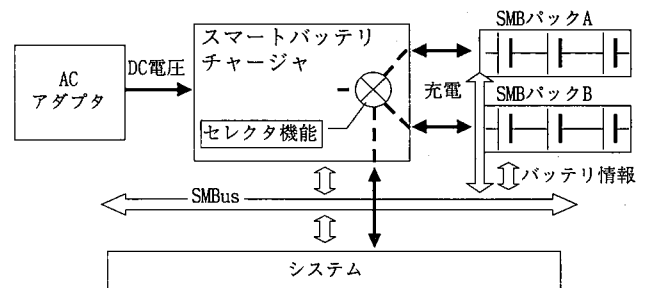 SMBパックA
スマートバッテリ
チャージャ
DC電圧
AC
アダプタ
充電
SMBパックB
セレクタ機能
バッテリ情報
SMBus
システム